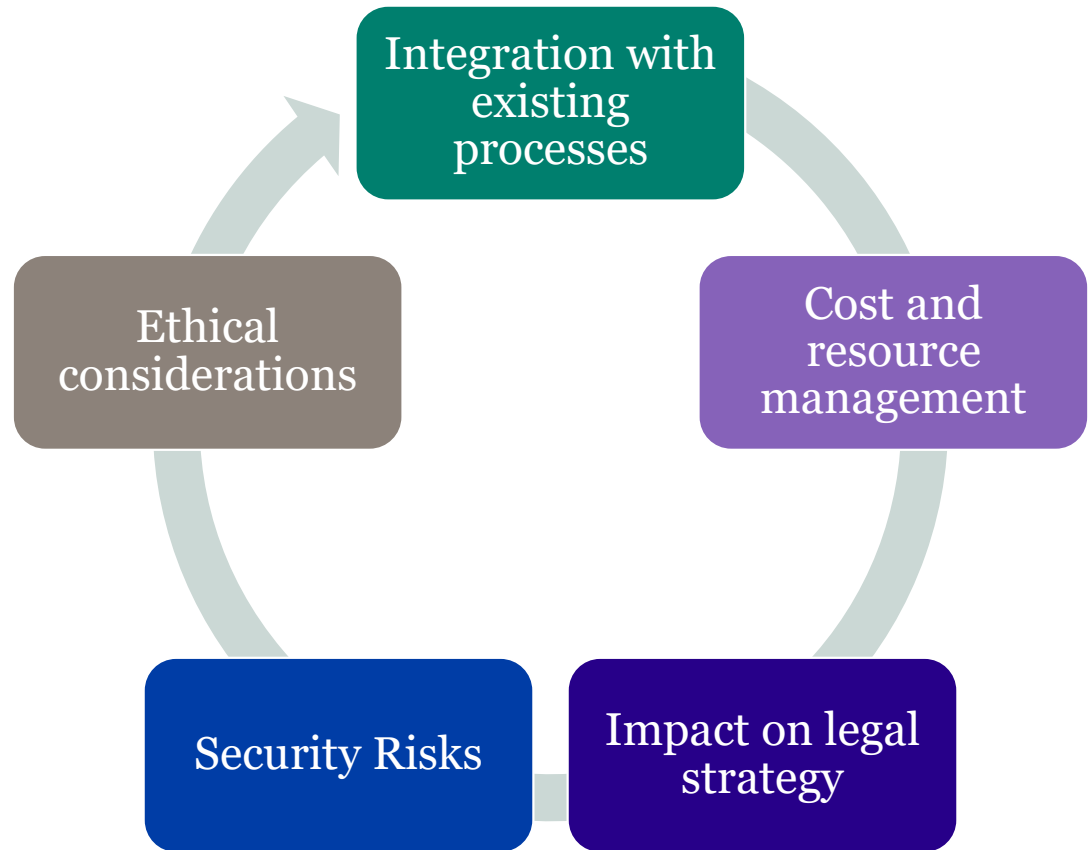 Integration with
existing
processes
Cost and
resource
management
Impact on legal
strategy
Security Risks
Ethical
considerations